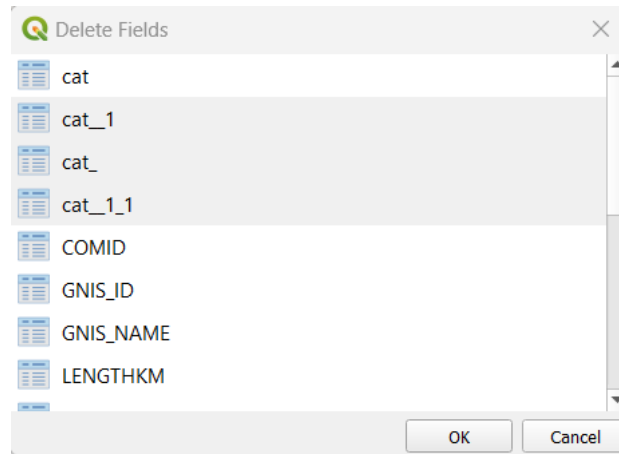 Delete Fields
cat
cat__1
cat_
cat__1_1
COMID
GNIS_ID
GNIS_NAME
LENGTHKM
OK Cancel